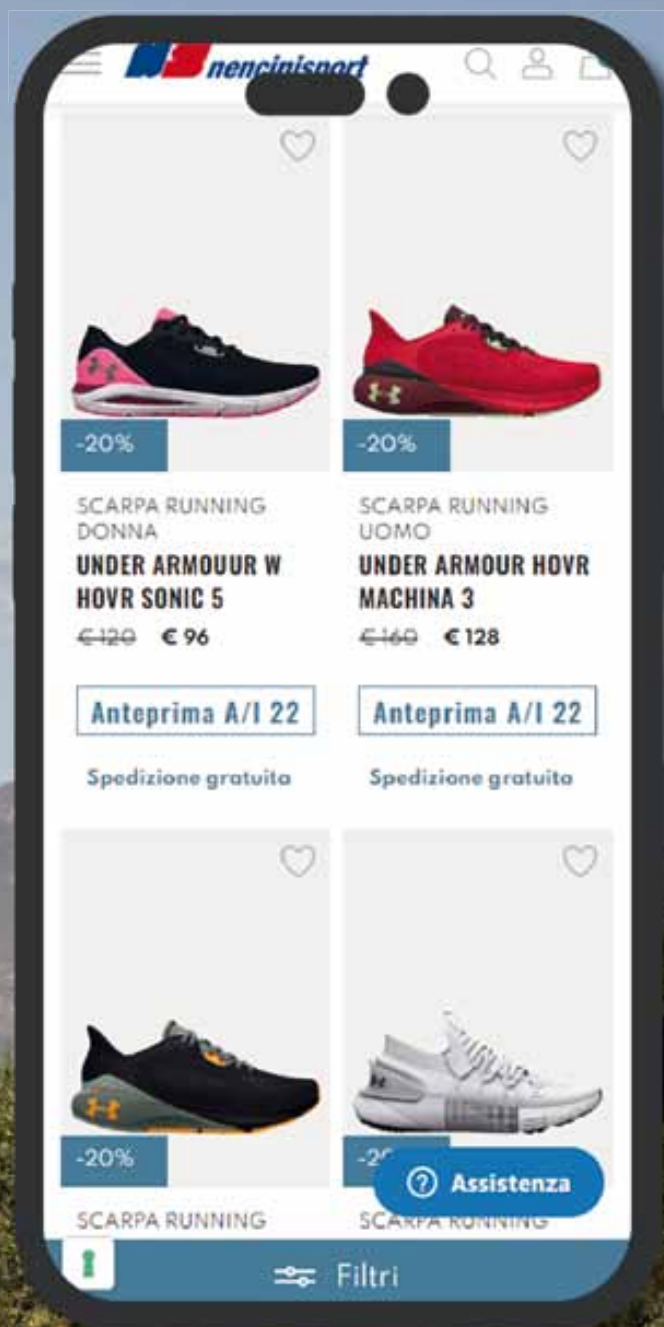 nencinisport
-20%
-20%
SCARPA RUNNING
DONNA
UNDER ARMOUUR W
HOVR SONIC 5
€ 120 € 96
Anteprima A/I 22
Spedizione gratuita
SCARPA RUNNING
UOMO
UNDER ARMOUR HOVR
MACHINA 3
€ 160 € 128
Anteprima A/I 22
Spedizione gratuita
-20%
SCARPA RUNNING
SCARPA RUNNING
Assistenza
Filtri